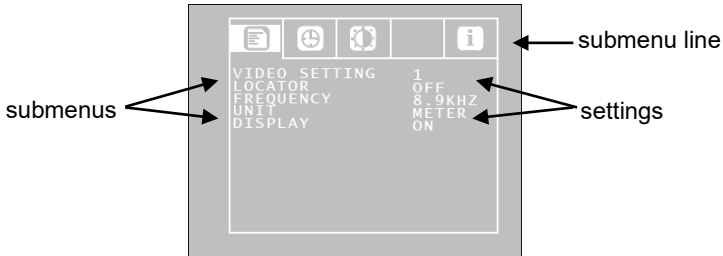 submenu line
VIDEO SETTING 1
LOCATOR OFF
FREQUENCY 8.9KHZ
UNIT METER
DISPLAY ON
submenus
settings